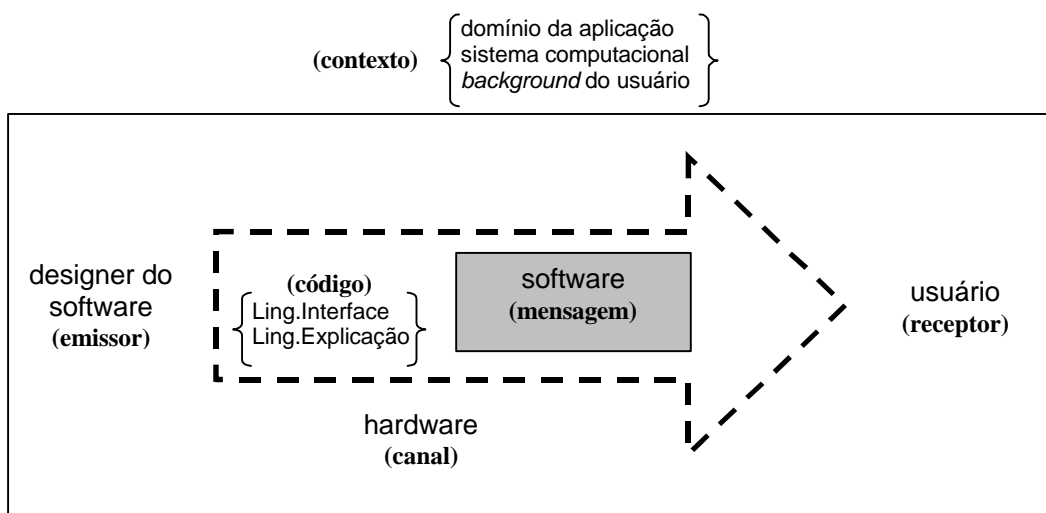 (contexto)
domínio da aplicação
sistema computacional
background do usuário
designer do
software
(emissor)
(código)
Ling.Interface
Ling.Explicação
software
(mensagem)
usuário
(receptor)
hardware
(canal)